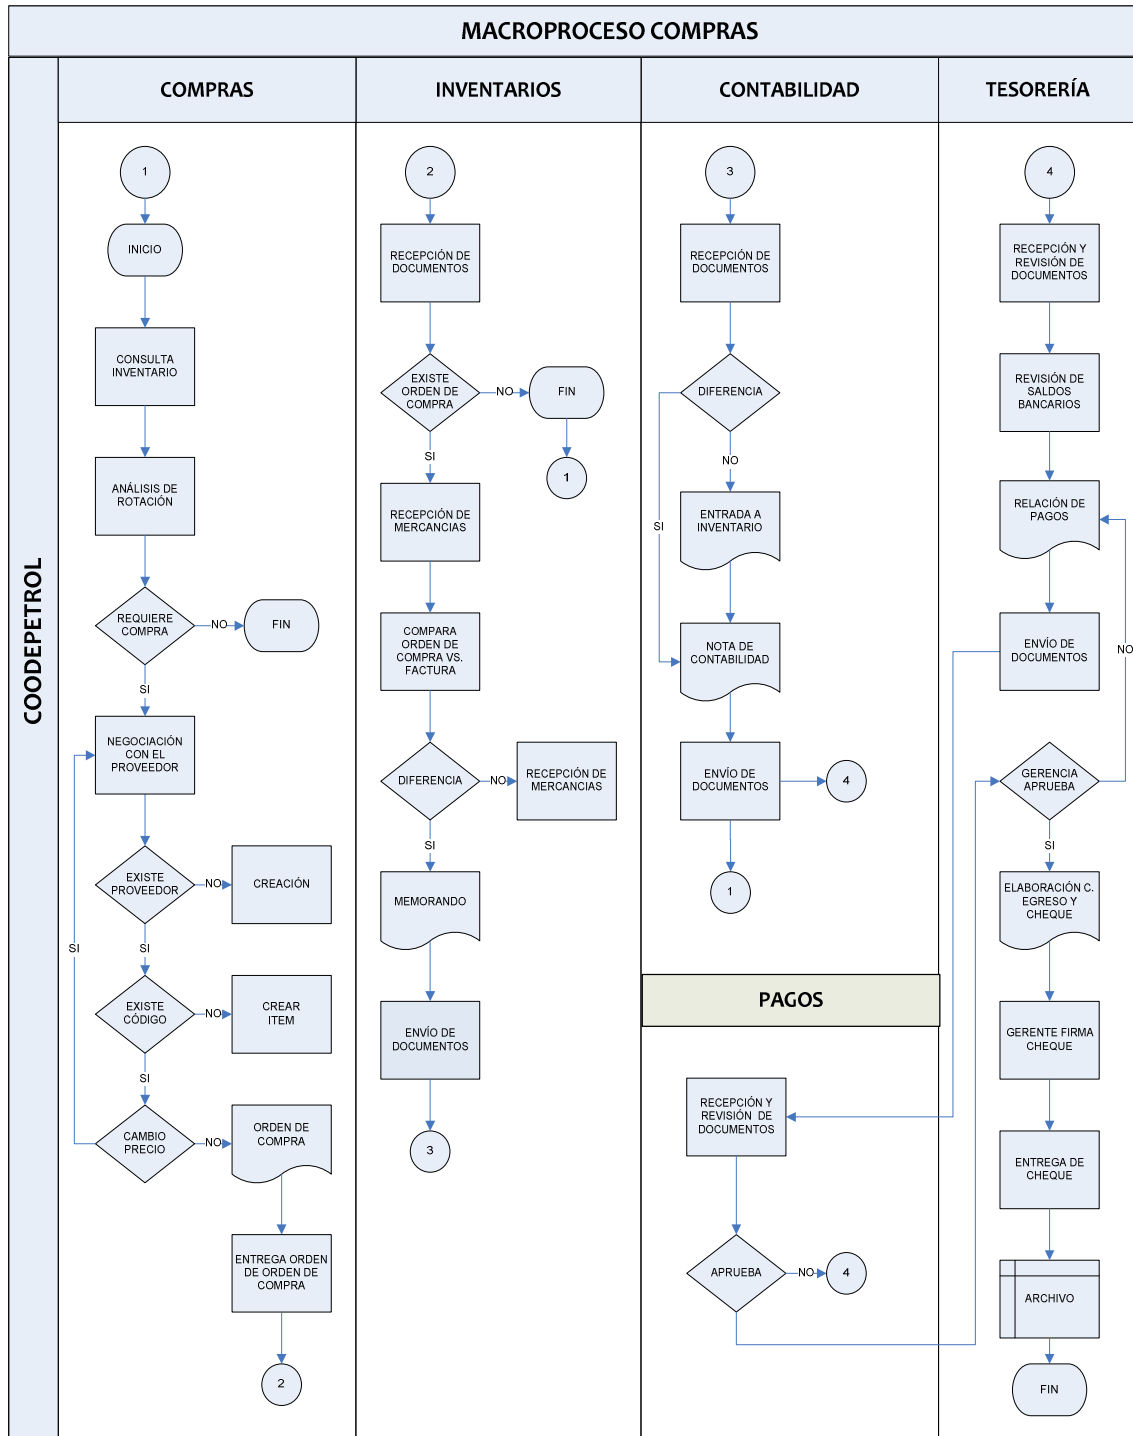 MACROPROCESO COMPRAS
COODEPETROL
COMPRAS
1
INICIO
CONSULTA
INVENTARIO
ANÁLISIS DE
ROTACIÓN
REQUIERE
COMPRA
NO
FIN
SI
NEGOCIACIÓN
CON EL
PROVEEDOR
EXISTE
PROVEEDOR
NO
CREACIÓN
SI
SI
EXISTE
CÓDIGO
NO
CREAR
ITEM
SI
CAMBIO
PRECIO
NO
ORDEN DE
COMPRA
ENTREGA ORDEN
DE ORDEN DE
COMPRA
2
INVENTARIOS
2
RECEPCIÓN DE
DOCUMENTOS
EXISTE
ORDEN DE
COMPRA
NO
FIN
1
SI
RECEPCIÓN DE
MERCANCIAS
COMPARA
ORDEN DE
COMPRA VS.
FACTURA
DIFERENCIA
NO
RECEPCIÓN DE
MERCANCIAS
SI
MEMORANDO
ENVÍO DE
DOCUMENTOS
3
CONTABILIDAD
3
RECEPCIÓN DE
DOCUMENTOS
DIFERENCIA
NO
SI
ENTRADA A
INVENTARIO
NOTA DE
CONTABILIDAD
ENVÍO DE
DOCUMENTOS
4
1
PAGOS
RECEPCIÓN Y
REVISIÓN DE
DOCUMENTOS
APRUEBA
NO
4
TESORERÍA
4
RECEPCIÓN Y
REVISIÓN DE
DOCUMENTOS
REVISIÓN DE
SALDOS
BANCARIOS
RELACIÓN DE
PAGOS
ENVÍO DE
DOCUMENTOS
NO
GERENCIA
APRUEBA
SI
ELABORACIÓN C.
EGRESO Y
CHEQUE
GERENTE FIRMA
CHEQUE
ENTREGA DE
CHEQUE
ARCHIVO
FIN